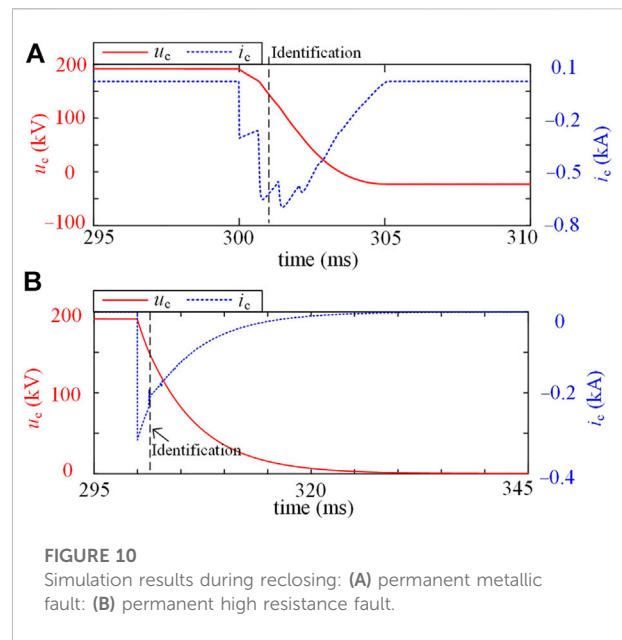 A
u_c i_c Identification
200
100
0
−100
u_c (kV)
0.1
−0.2
−0.5
−0.8
i_c (kA)
295 300 305 310
time (ms)
B
u_c i_c
200
100
0
u_c (kV)
0
−0.2
−0.4
i_c (kA)
Identification
295 320 345
time (ms)
FIGURE 10
Simulation results during reclosing: (A) permanent metallic
fault: (B) permanent high resistance fault.